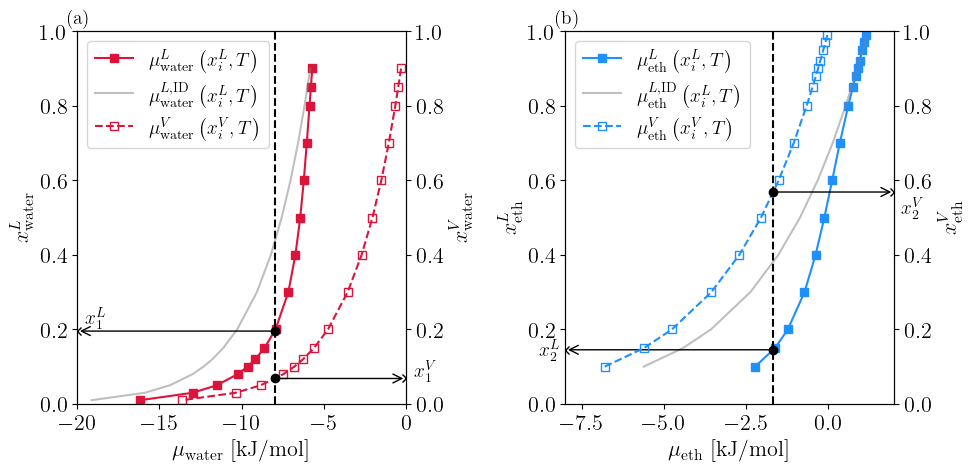 (a)
1.0
0.8
0.6
0.4
0.2
0.0
x^L_water
μ^L_water (x^L_i, T)
μ^{L,ID}_water (x^L_i, T)
μ^V_water (x^V_i, T)
x^L_1
x^V_1
1.0
0.8
0.6
0.4
0.2
0.0
x^V_water
−20
−15
−10
−5
0
μ_water [kJ/mol]
(b)
1.0
0.8
0.6
0.4
0.2
0.0
x^L_eth
μ^L_eth (x^L_i, T)
μ^{L,ID}_eth (x^L_i, T)
μ^V_eth (x^V_i, T)
x^L_2
x^V_2
1.0
0.8
0.6
0.4
0.2
0.0
x^V_eth
−7.5
−5.0
−2.5
0.0
μ_eth [kJ/mol]